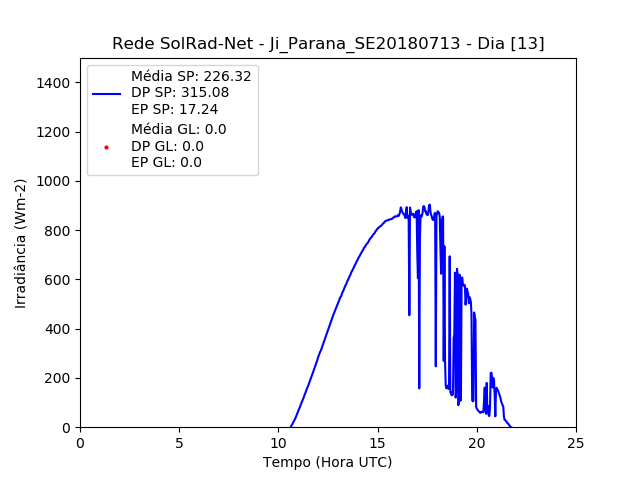 Rede SolRad-Net - Ji_Parana_SE20180713 - Dia [13]
Média SP: 226.32
DP SP: 315.08
EP SP: 17.24
Média GL: 0.0
DP GL: 0.0
EP GL: 0.0
1400
1200
1000
800
600
400
200
0
Irradiância (Wm-2)
0 5 10 15 20 25
Tempo (Hora UTC)